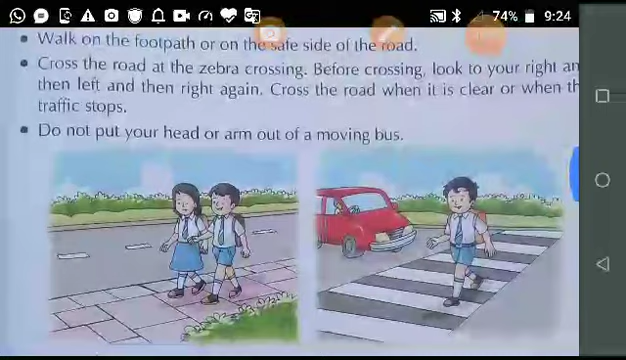 74% 9:24
• Walk on the footpath or on the safe side of the road.
• Cross the road at the zebra crossing. Before crossing, look to your right an
then left and then right again. Cross the road when it is clear or when th
traffic stops.
• Do not put your head or arm out of a moving bus.